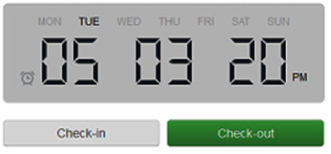 MON TUE WED THU FRI SAT SUN
05 03 20 PM
Check-in Check-out